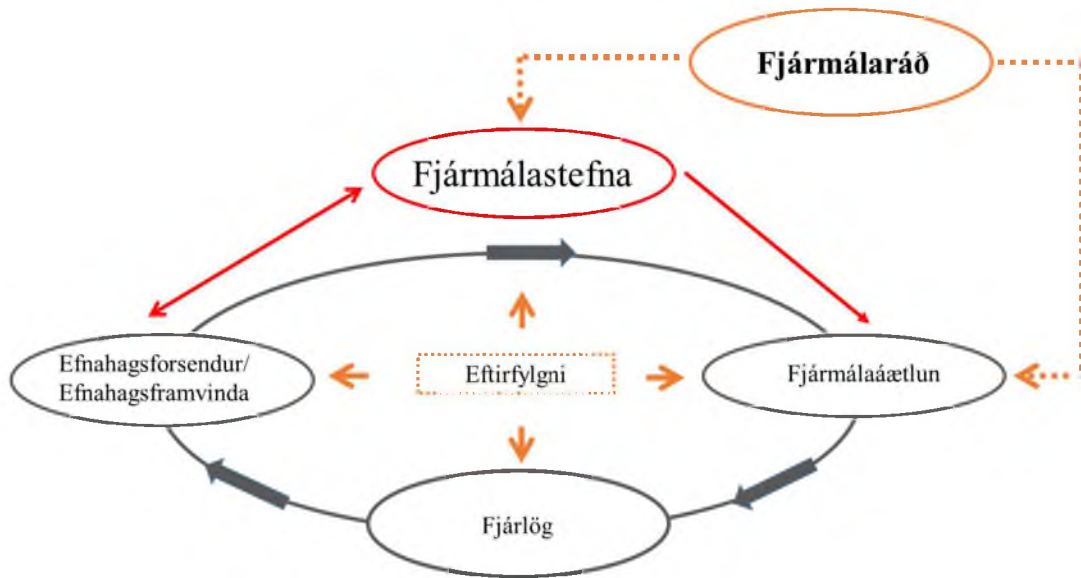 Fjármálaráð
Fjármálastefna
Efnahagsforsendur/
Efnahagsframvinda
Eftirfylgni
Fjármálaáætlun
Fjárlög